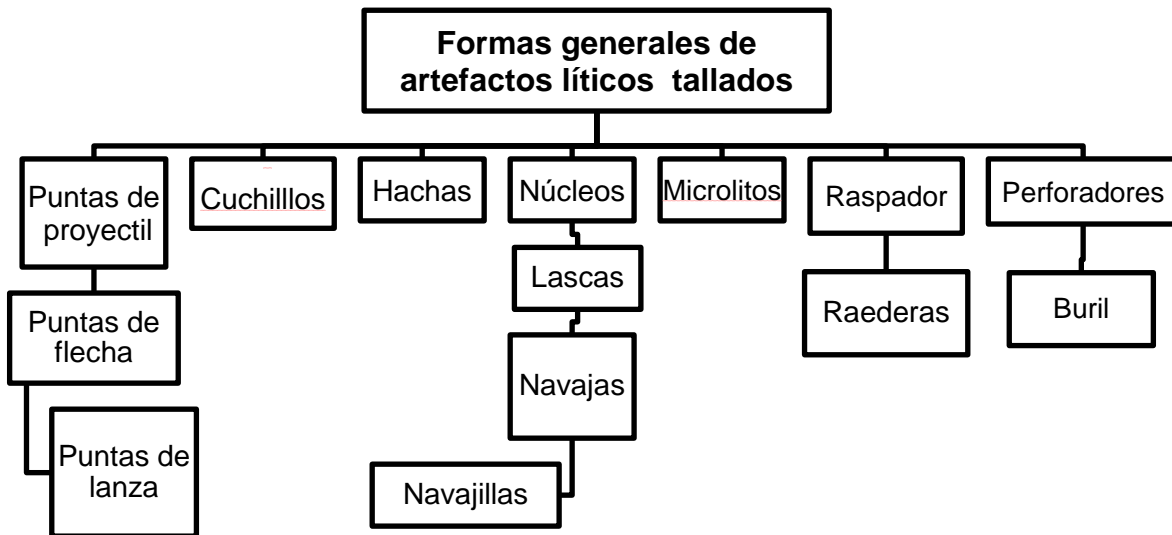 Formas generales de
artefactos líticos tallados
Puntas de
proyectil
Cuchilllos
Hachas
Núcleos
Microlitos
Raspador
Perforadores
Puntas de
flecha
Lascas
Raederas
Buril
Navajas
Puntas de
lanza
Navajillas